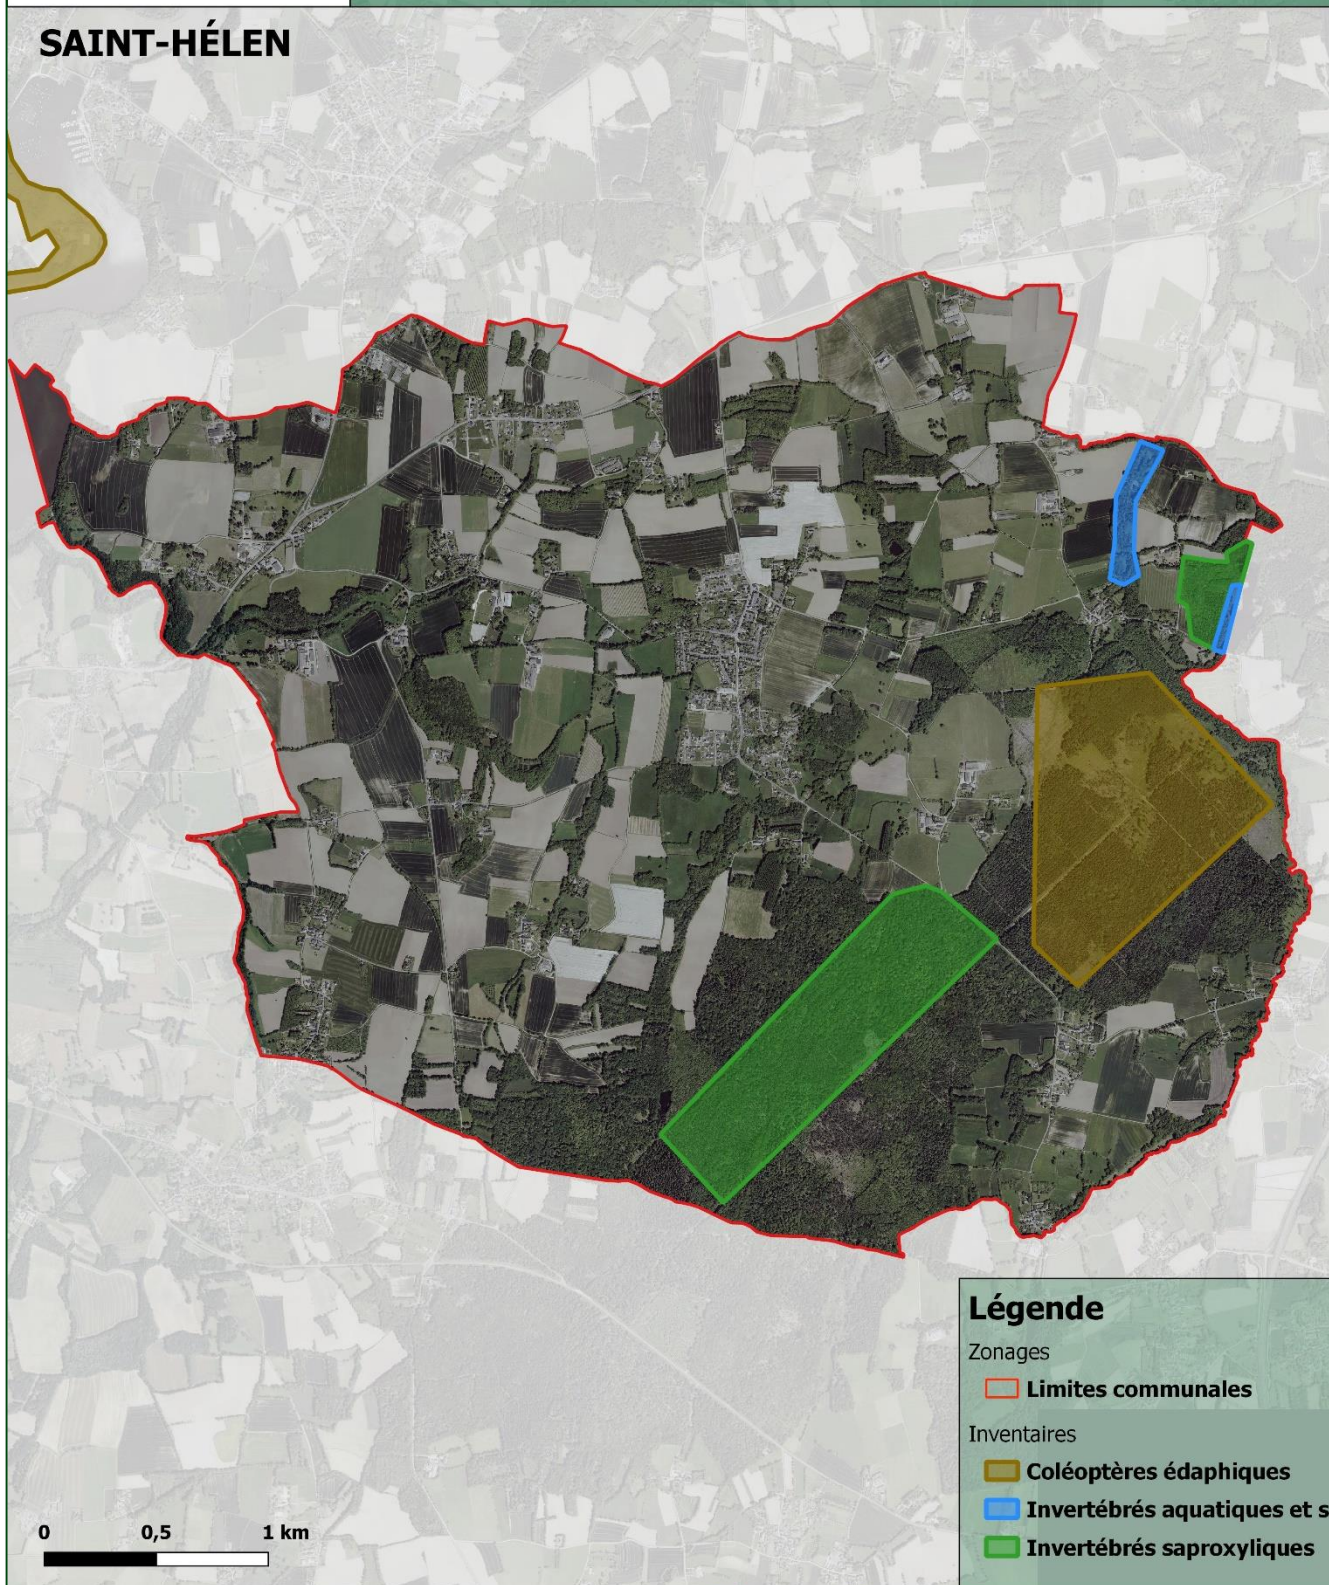 SAINT-HÉLEN
Légende
Zonages
Limites communales
Inventaires
Coléoptères édaphiques
Invertébrés aquatiques et s
Invertébrés saproxyliques
0 0,5 1 km